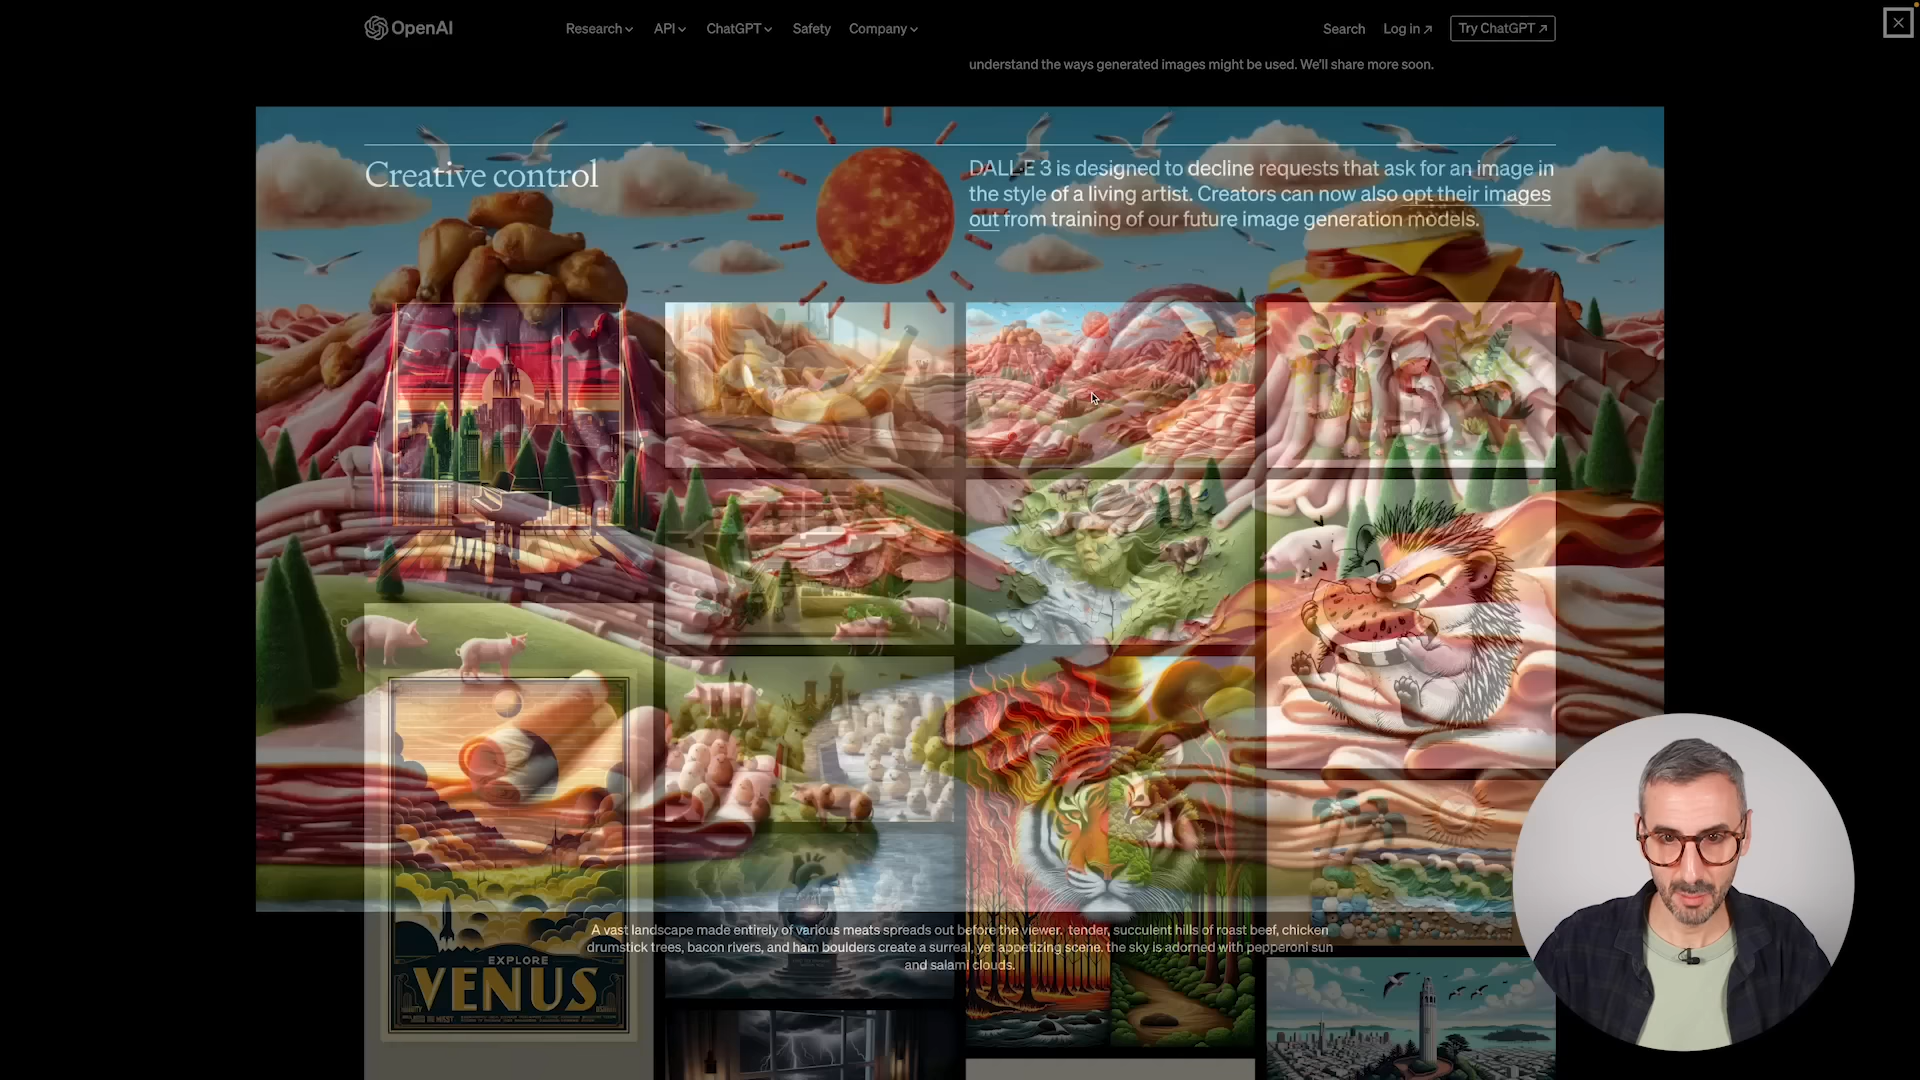 OpenAI
Research
API
ChatGPT
Safety
Company
Search
Log in ↗
Try ChatGPT ↗
understand the ways generated images might be used. We'll share more soon.
Creative control
DALL·E 3 is designed to decline requests that ask for an image in
the style of a living artist. Creators can now also opt their images
out from training of our future image generation models.
EXPLORE
VENUS
A vast landscape made entirely of various meats spreads out before the viewer. tender, succulent hills of roast beef, chicken
drumstick trees, bacon rivers, and ham boulders create a surreal, yet appetizing scene. the sky is adorned with pepperoni sun
and salami clouds.